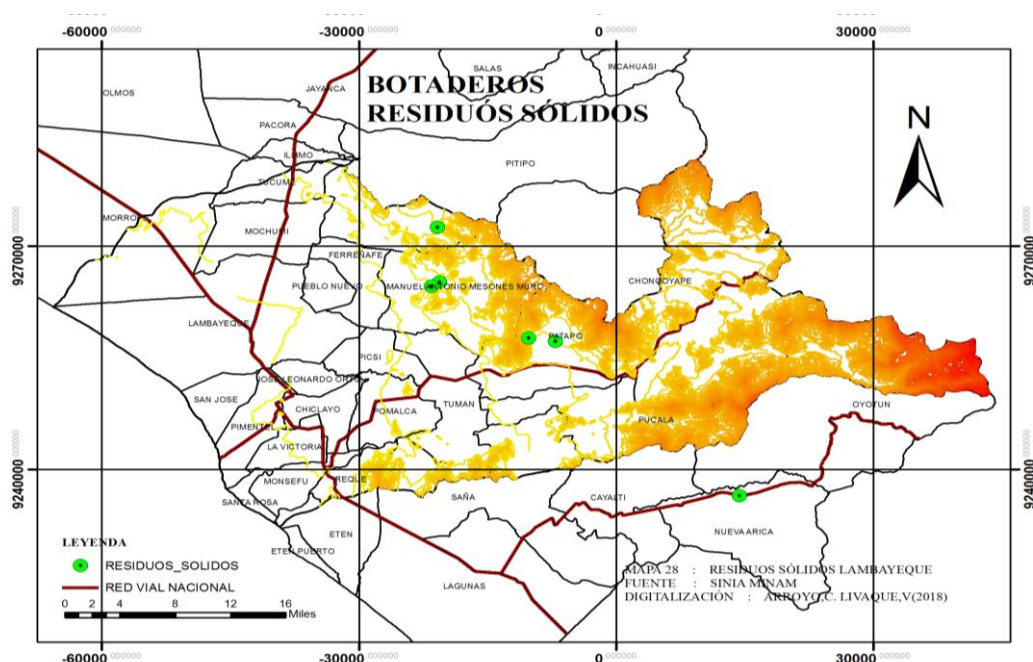 -60000.000000 -30000.000000 0.000000 30000.000000
BOTADEROS
RESIDUÓS SÓLIDOS
N
SALAS
INCAHUASI
OLMOS
JAYANCA
PACORA
ILLIMO
PITIPO
TUCUME
MORROPE
MOCHUMI
9270000.000000
9270000.000000
FERREÑAFE
CHONGOYAPE
PUEBLO NUEVO
MANUEL ANTONIO MESONES MURO
LAMBAYEQUE
PATAPO
PICSI
JOSE LEONARDO ORTIZ
SAN JOSE
CHICLAYO
POMALCA
TUMAN
OYOTUN
PIMENTEL
PUCALA
LA VICTORIA
9240000.000000
9240000.000000
MONSEFU
REQUE
SAÑA
CAYALTI
SANTA ROSA
ETEN
NUEVA ARICA
ETEN PUERTO
LAGUNAS
LEYENDA
RESIDUOS_SOLIDOS
RED VIAL NACIONAL
0 2 4 8 12 16
Miles
MAPA 28 : RESIDUOS SÓLIDOS LAMBAYEQUE
FUENTE : SINIA MINAM
DIGITALIZACIÓN : ARROYO,C. LIVAQUE,V(2018)
-60000.000000 -30000.000000 0.000000 30000.000000